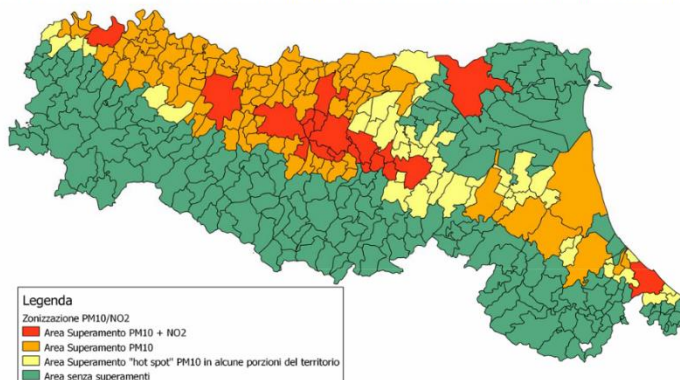 Legenda
Zonizzazione PM10/NO2
Area Superamento PM10 + NO2
Area Superamento PM10
Area Superamento "hot spot" PM10 in alcune porzioni del territorio
Area senza superamenti